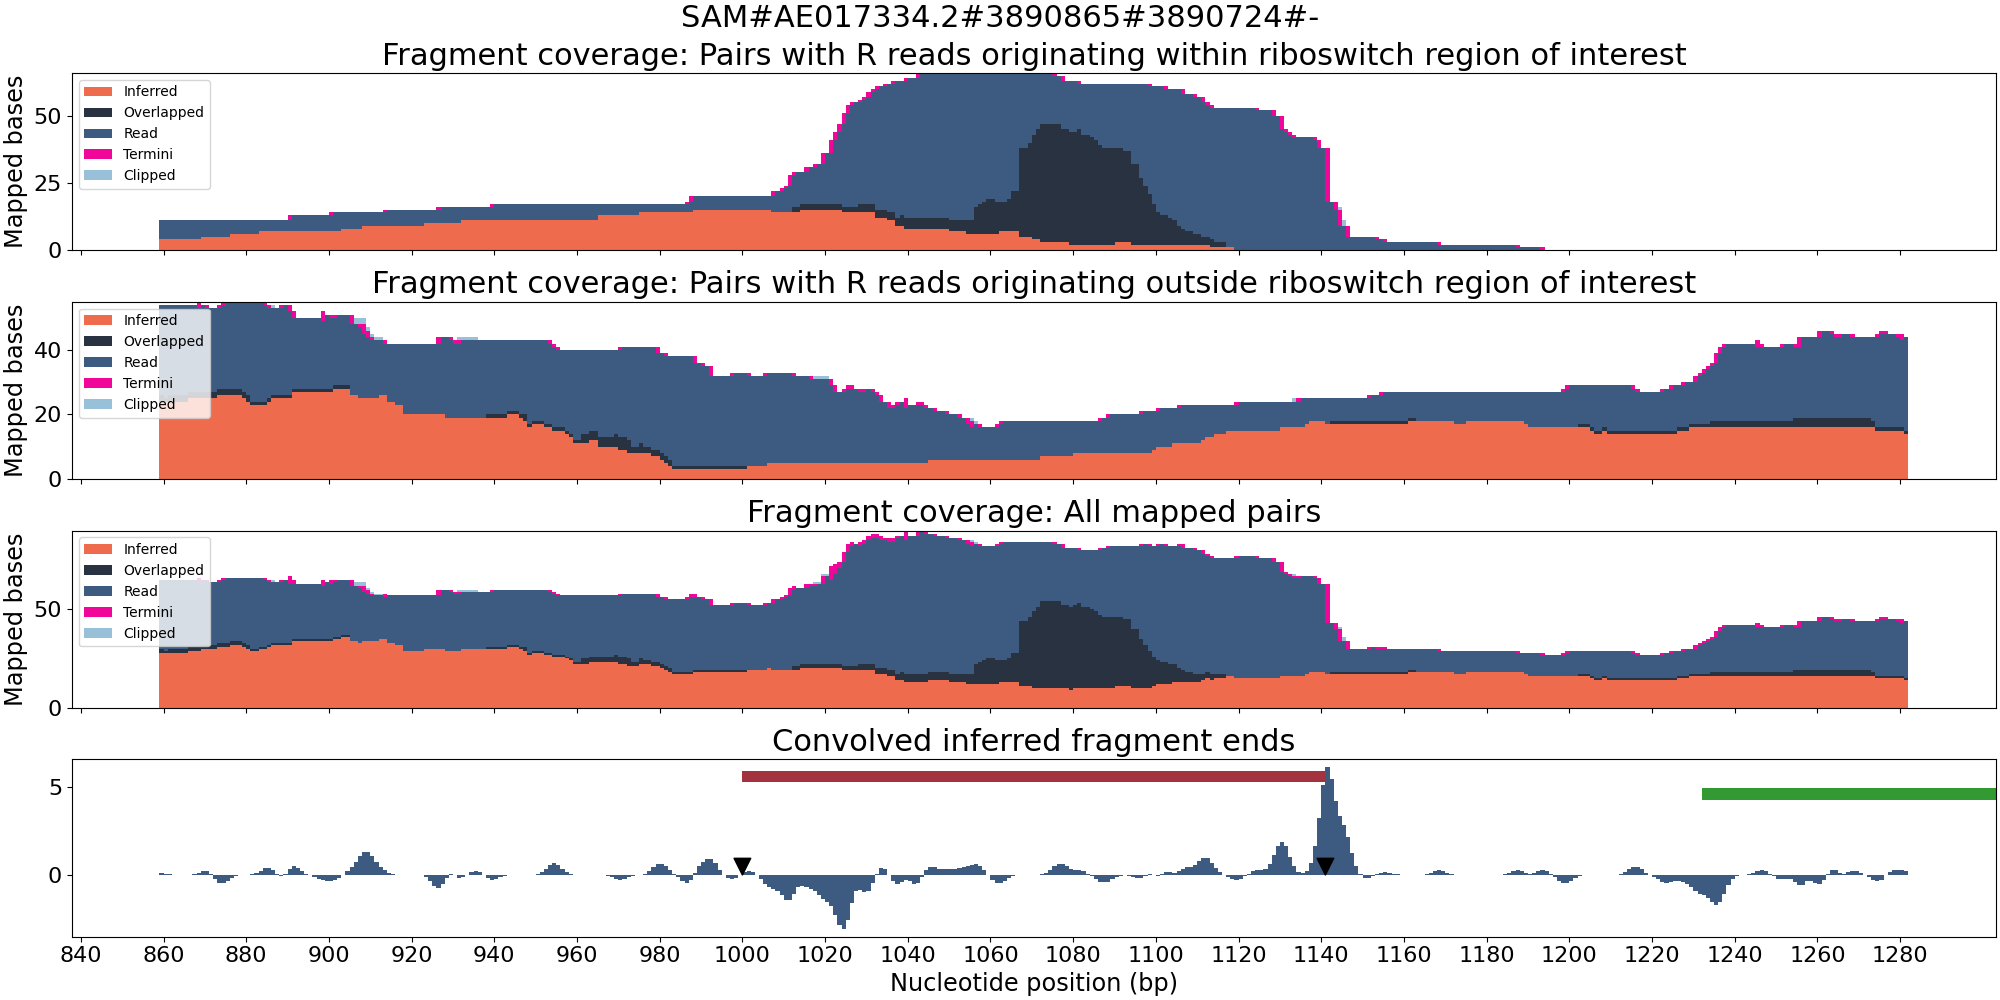 SAM#AE017334.2#3890865#3890724#-
Fragment coverage: Pairs with R reads originating within riboswitch region of interest
Mapped bases
50
25
0
Inferred
Overlapped
Read
Termini
Clipped
Fragment coverage: Pairs with R reads originating outside riboswitch region of interest
Mapped bases
40
20
0
Inferred
Overlapped
Read
Termini
Clipped
Fragment coverage: All mapped pairs
Mapped bases
50
0
Inferred
Overlapped
Read
Termini
Clipped
Convolved inferred fragment ends
5
0
840 860 880 900 920 940 960 980 1000 1020 1040 1060 1080 1100 1120 1140 1160 1180 1200 1220 1240 1260 1280
Nucleotide position (bp)